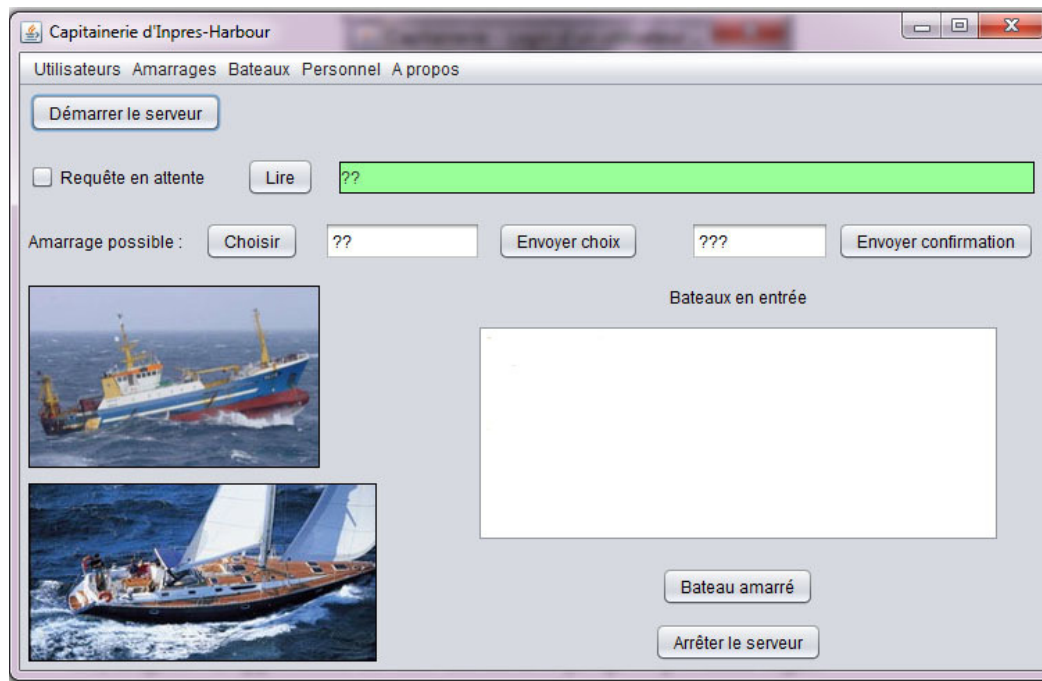 Capitainerie d'Inpres-Harbour
Utilisateurs Amarrages Bateaux Personnel A propos
Démarrer le serveur
Requête en attente Lire ??
Amarrage possible : Choisir ?? Envoyer choix ??? Envoyer confirmation
Bateaux en entrée
Bateau amarré
Arrêter le serveur